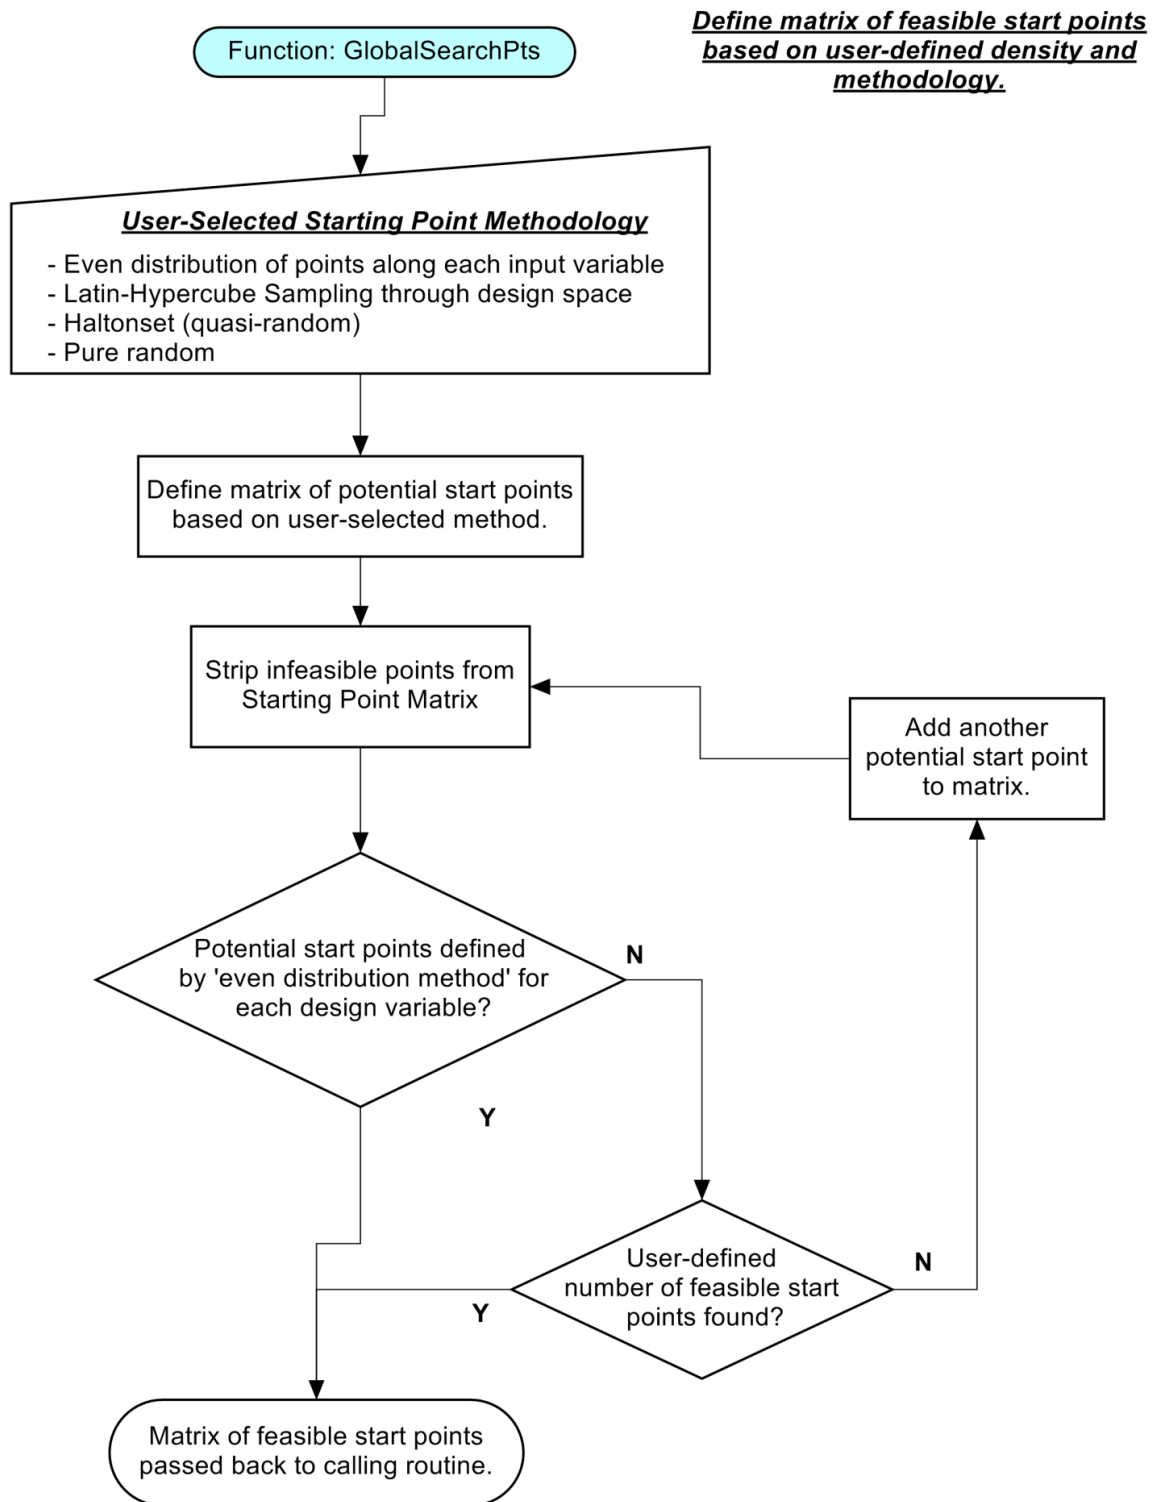 Function: GlobalSearchPts
Define matrix of feasible start points
based on user-defined density and
methodology.
User-Selected Starting Point Methodology
- Even distribution of points along each input variable
- Latin-Hypercube Sampling through design space
- Haltonset (quasi-random)
- Pure random
Define matrix of potential start points
based on user-selected method.
Strip infeasible points from
Starting Point Matrix
Add another
potential start point
to matrix.
Potential start points defined
by 'even distribution method' for
each design variable?
N
Y
User-defined
number of feasible start
points found?
N
Y
Matrix of feasible start points
passed back to calling routine.